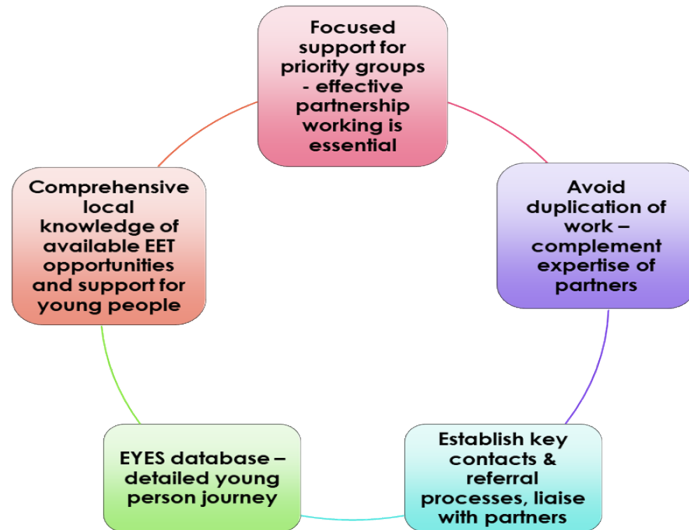 Focused
support for
priority groups
- effective
partnership
working is
essential
Avoid
duplication of
work –
complement
expertise of
partners
Establish key
contacts &
referral
processes, liaise
with partners
EYES database –
detailed young
person journey
Comprehensive
local
knowledge of
available EET
opportunities
and support for
young people